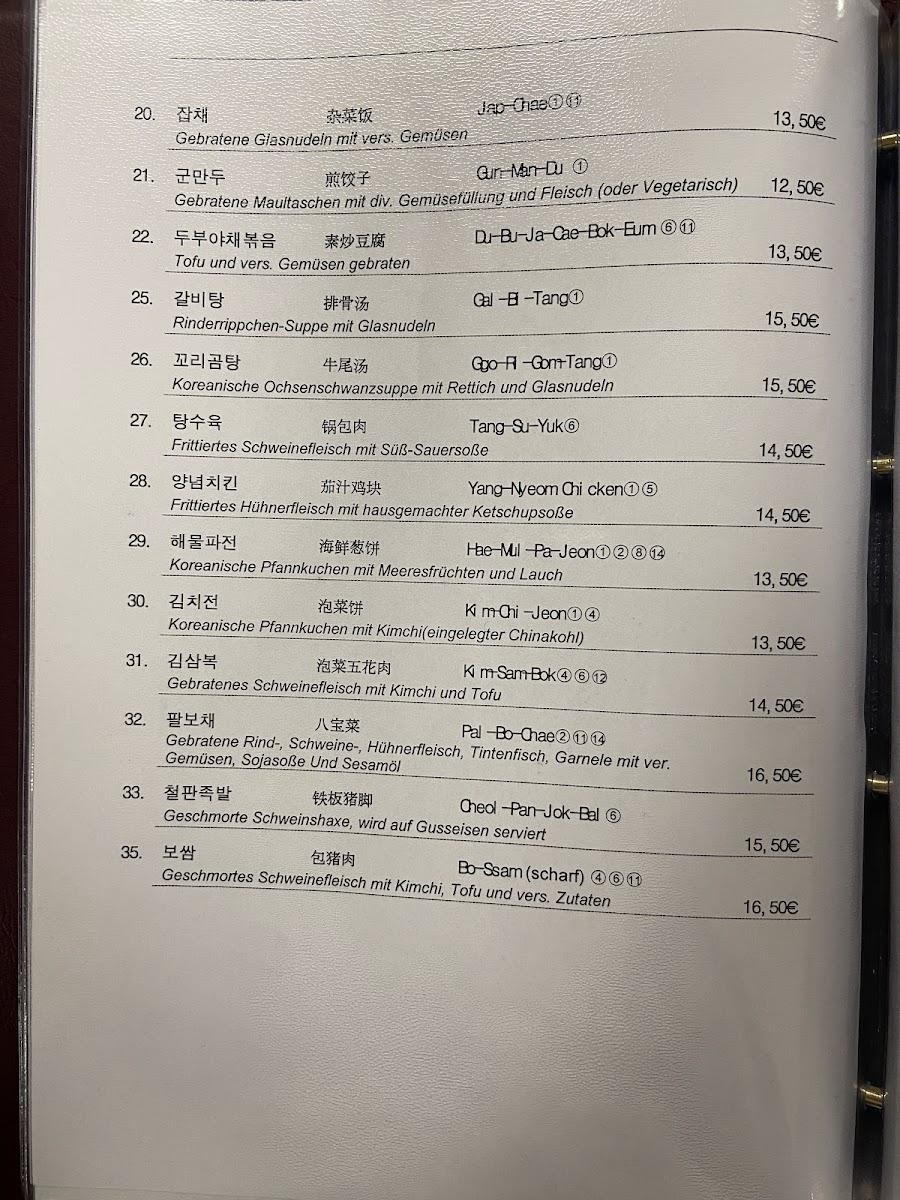 20. 잡채 杂菜饭 Jap-Chae①⑪ 13,50€
Gebratene Glasnudeln mit vers. Gemüsen
21. 군만두 煎饺子 Gun-Man-Du ① 12,50€
Gebratene Maultaschen mit div. Gemüsefüllung und Fleisch (oder Vegetarisch)
22. 두부야채볶음 素炒豆腐 Du-Bu-Ja-Cae-Bok-Eum ⑥⑪ 13,50€
Tofu und vers. Gemüsen gebraten
25. 갈비탕 排骨汤 Gal-Bi-Tang① 15,50€
Rinderrippchen-Suppe mit Glasnudeln
26. 꼬리곰탕 牛尾汤 Ggo-Ri-Gom-Tang① 15,50€
Koreanische Ochsenschwanzsuppe mit Rettich und Glasnudeln
27. 탕수육 锅包肉 Tang-Su-Yuk⑥ 14,50€
Frittiertes Schweinefleisch mit Süß-Sauersoße
28. 양념치킨 茄汁鸡块 Yang-Nyeom Chicken①⑤ 14,50€
Frittiertes Hühnerfleisch mit hausgemachter Ketschupsoße
29. 해물파전 海鲜葱饼 Hae-Mul-Pa-Jeon①②⑧⑭ 13,50€
Koreanische Pfannkuchen mit Meeresfrüchten und Lauch
30. 김치전 泡菜饼 Kim-Chi-Jeon①④ 13,50€
Koreanische Pfannkuchen mit Kimchi(eingelegter Chinakohl)
31. 김삼복 泡菜五花肉 Kim-Sam-Bok④⑥⑫ 14,50€
Gebratenes Schweinefleisch mit Kimchi und Tofu
32. 팔보채 八宝菜 Pal-Bo-Chae②⑪⑭ 16,50€
Gebratene Rind-, Schweine-, Hühnerfleisch, Tintenfisch, Garnele mit ver.
Gemüsen, Sojasoße Und Sesamöl
33. 철판족발 铁板猪脚 Cheol-Pan-Jok-Bal ⑥ 15,50€
Geschmorte Schweinshaxe, wird auf Gusseisen serviert
35. 보쌈 包猪肉 Bo-Ssam (scharf) ④⑥⑪ 16,50€
Geschmortes Schweinefleisch mit Kimchi, Tofu und vers. Zutaten